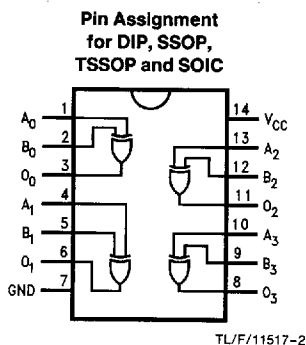 Pin Assignment
for DIP, SSOP,
TSSOP and SOIC
A₀ 1
B₀ 2
O₀ 3
A₁ 4
B₁ 5
O₁ 6
GND 7
14 V_CC
13 A₂
12 B₂
11 O₂
10 A₃
9 B₃
8 O₃
TL/F/11517-2